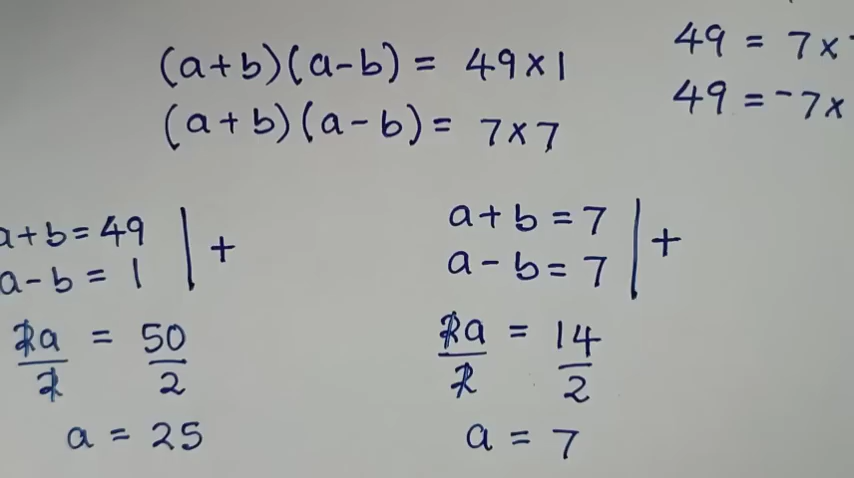 (a+b)(a-b) = 49×1
(a+b)(a-b) = 7×7
49 = 7×
49 = -7×
a+b=49
a-b = 1
+
2a/2 = 50/2
a = 25
a+b=7
a-b=7
+
2a/2 = 14/2
a = 7